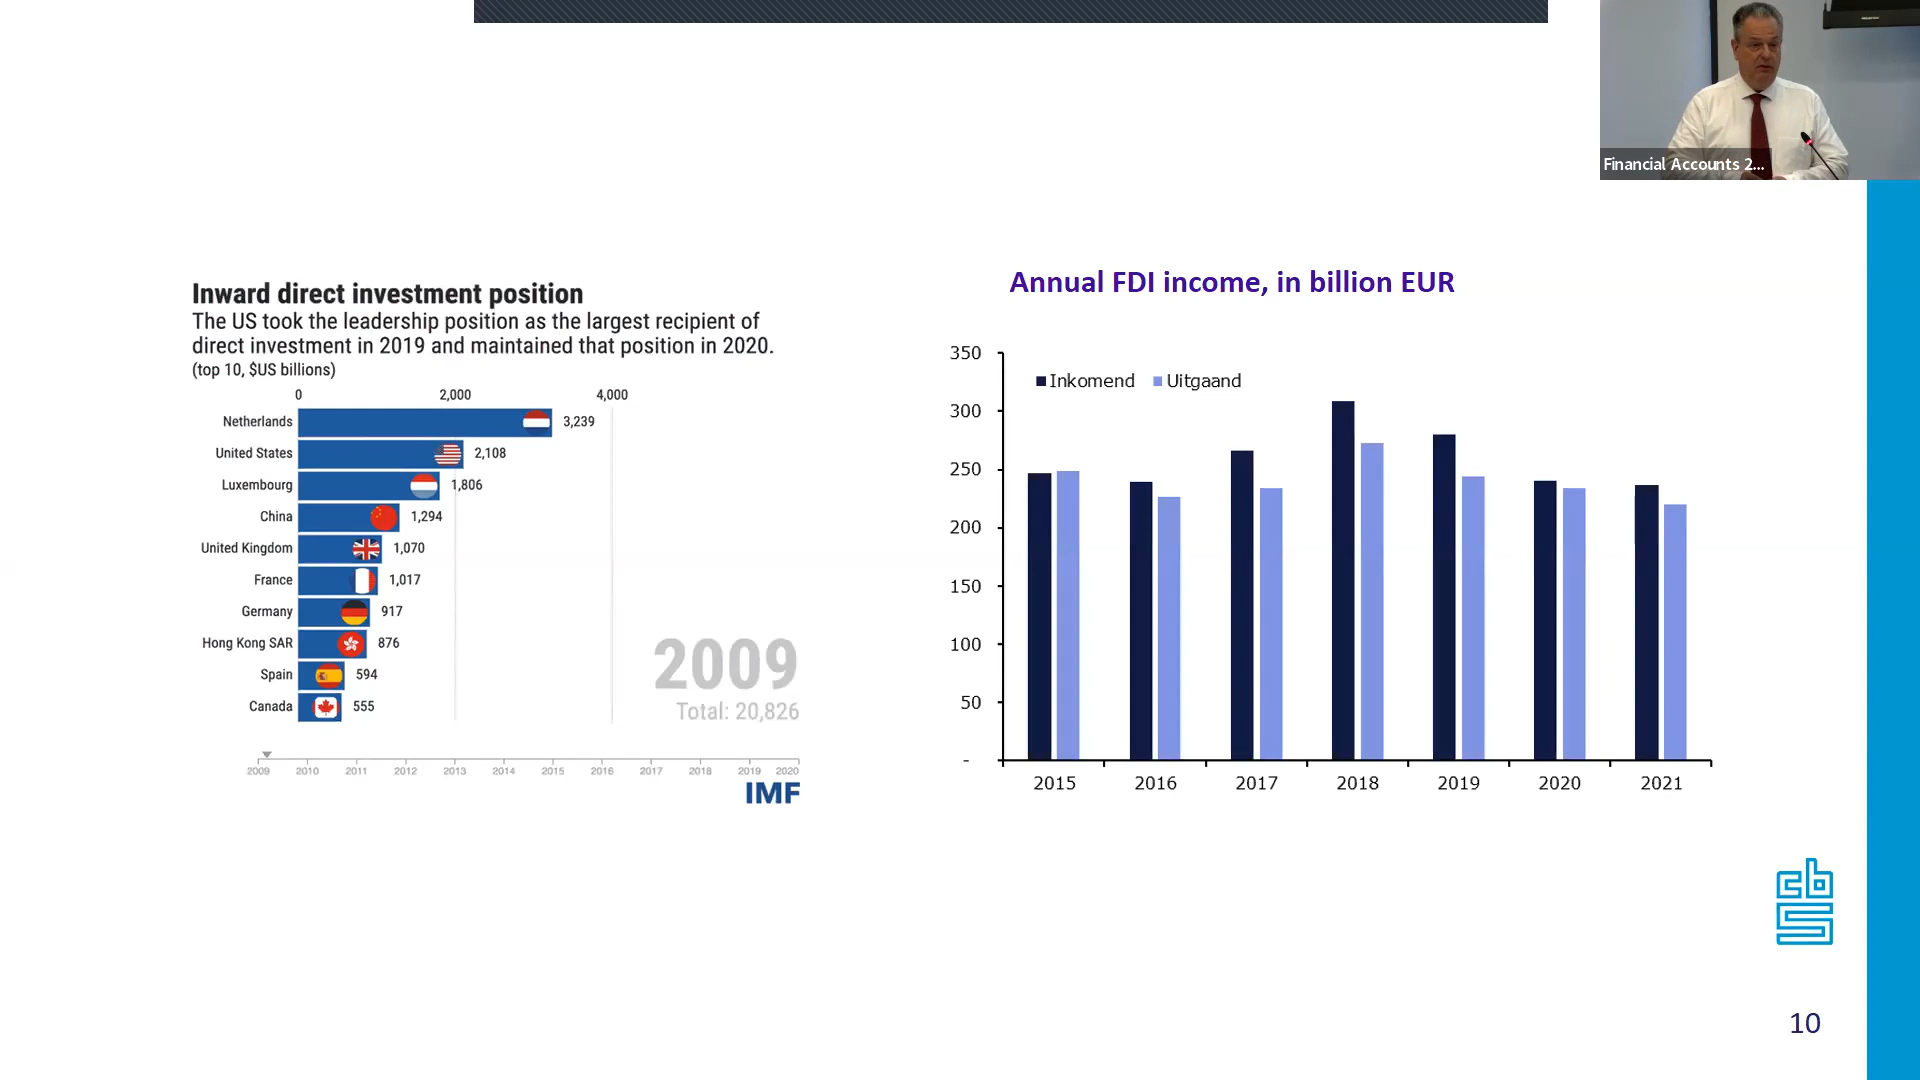 Financial Accounts 2...
Inward direct investment position
The US took the leadership position as the largest recipient of
direct investment in 2019 and maintained that position in 2020.
(top 10, $US billions)
0 2,000 4,000
Netherlands 3,239
United States 2,108
Luxembourg 1,806
China 1,294
United Kingdom 1,070
France 1,017
Germany 917
Hong Kong SAR 876
Spain 594
Canada 555
2009
Total: 20,826
2009 2010 2011 2012 2013 2014 2015 2016 2017 2018 2019 2020
IMF
Annual FDI income, in billion EUR
Inkomend Uitgaand
350
300
250
200
150
100
50
-
2015 2016 2017 2018 2019 2020 2021
cbs
10